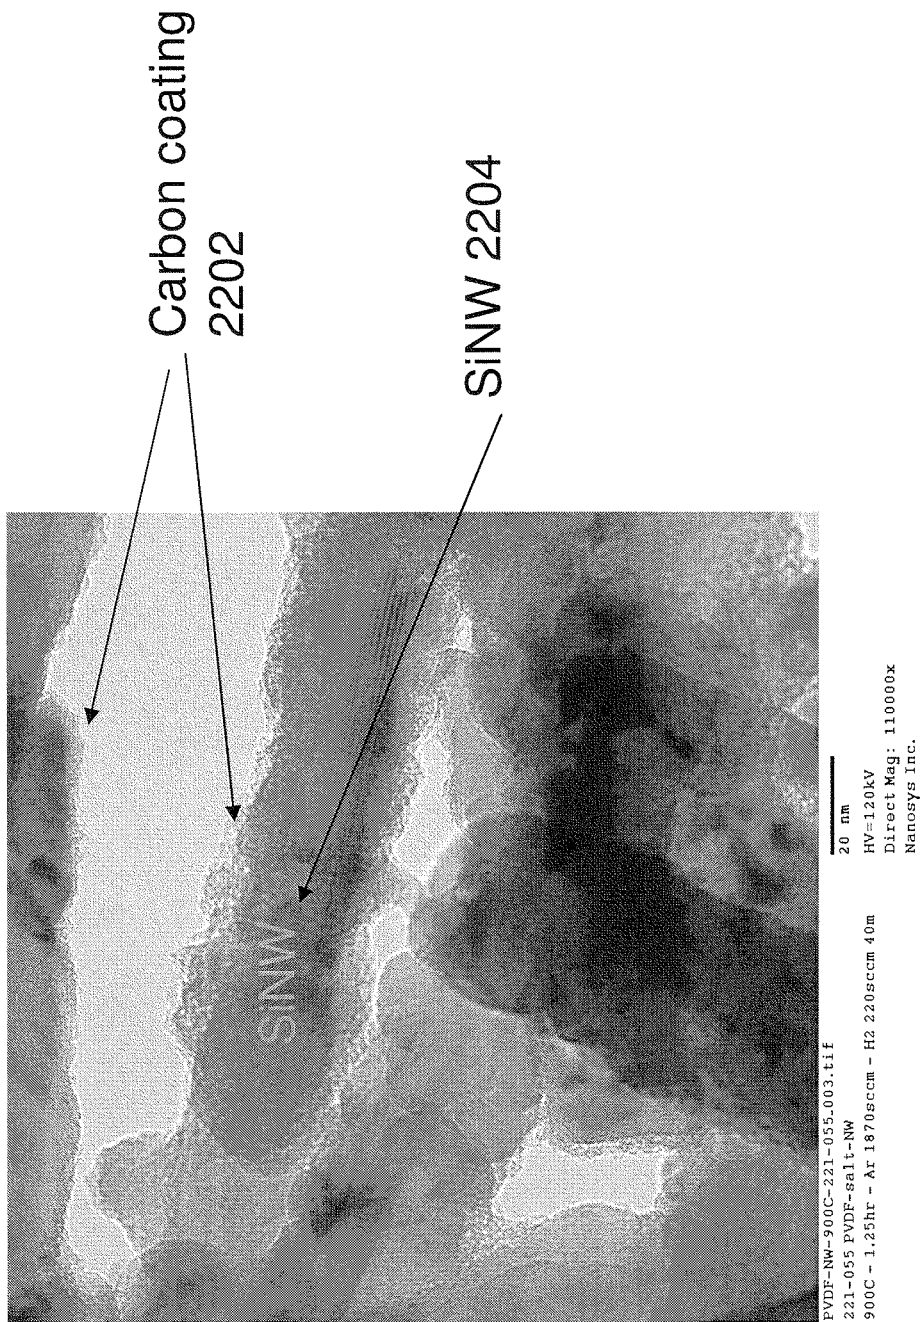 Carbon coating
2202
SiNW 2204
SiNW
PVDF-NW-900C-221-055.003.tif
221-055 PVDF-salt-NW
900C - 1.25hr - Ar 1870sccm - H2 220sccm 40m
20 nm
HV=120kV
Direct Mag: 110000x
Nanosys Inc.